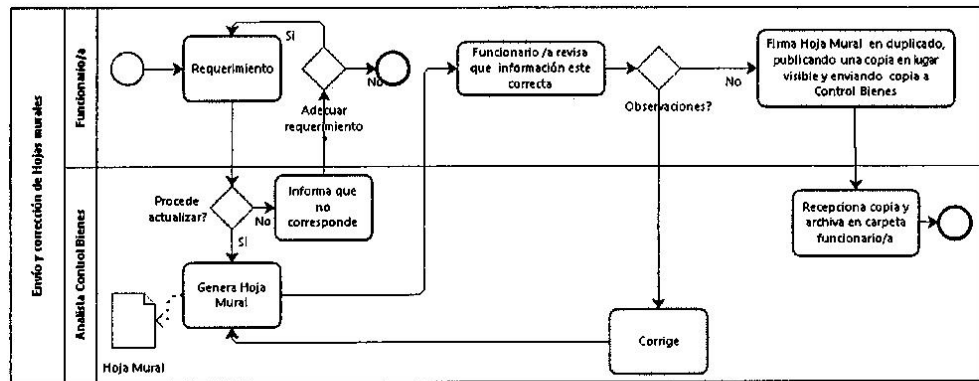 Envío y corrección de Hojas murales
Funcionario/a
Requerimiento
Si
No
Adecuar
requerimiento
Funcionario /a revisa
que información este
correcta
Observaciones?
No
Firma Hoja Mural en duplicado,
publicando una copia en lugar
visible y enviando copia a
Control Bienes
Analista Control Bienes
Procede
actualizar?
No
Si
Informa que
no
corresponde
Genera Hoja
Mural
Hoja Mural
Corrige
Recepciona copia y
archiva en carpeta
funcionario/a